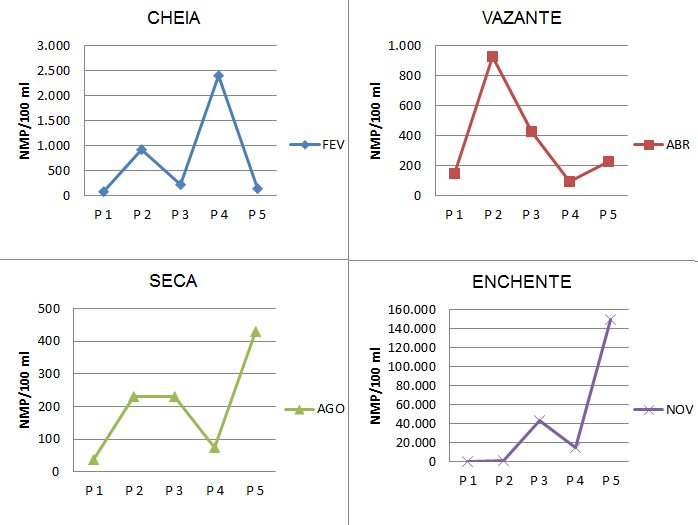 CHEIA
3.000
2.500
2.000
1.500
1.000
500
0
NMP/100 ml
P 1 P 2 P 3 P 4 P 5
FEV
VAZANTE
1.000
800
600
400
200
0
NMP/100 ml
P 1 P 2 P 3 P 4 P 5
ABR
SECA
500
400
300
200
100
0
NMP/100 ml
P 1 P 2 P 3 P 4 P 5
AGO
ENCHENTE
160.000
140.000
120.000
100.000
80.000
60.000
40.000
20.000
0
NMP/100 ml
P 1 P 2 P 3 P 4 P 5
NOV